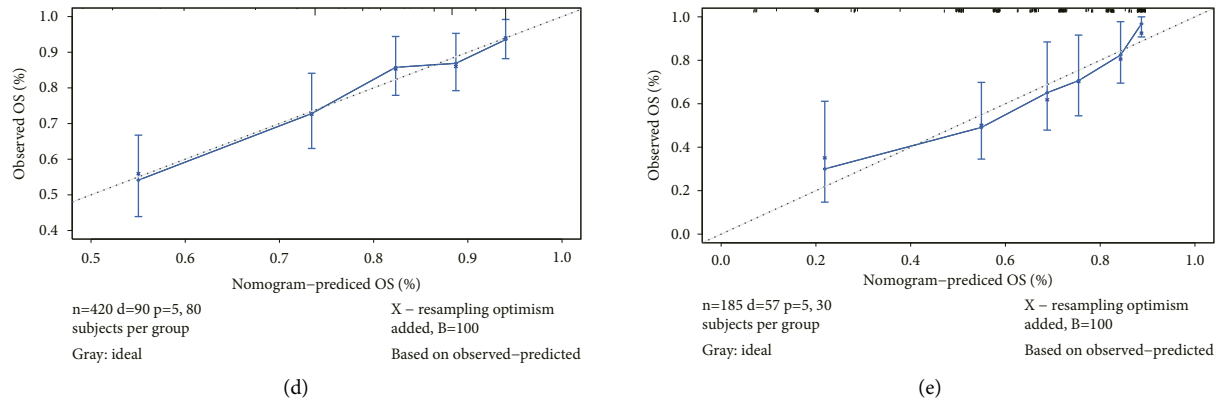 1.0
0.9
0.8
0.7
0.6
0.5
0.4
Observed OS (%)
0.5 0.6 0.7 0.8 0.9 1.0
Nomogram−prediced OS (%)
n=420 d=90 p=5, 80
subjects per group
Gray: ideal
X − resampling optimism
added, B=100
Based on observed−predicted
(d)
1.0
0.8
0.6
0.4
0.2
0.0
Observed OS (%)
0.0 0.2 0.4 0.6 0.8 1.0
Nomogram−prediced OS (%)
n=185 d=57 p=5, 30
subjects per group
Gray: ideal
X − resampling optimism
added, B=100
Based on observed−predicted
(e)